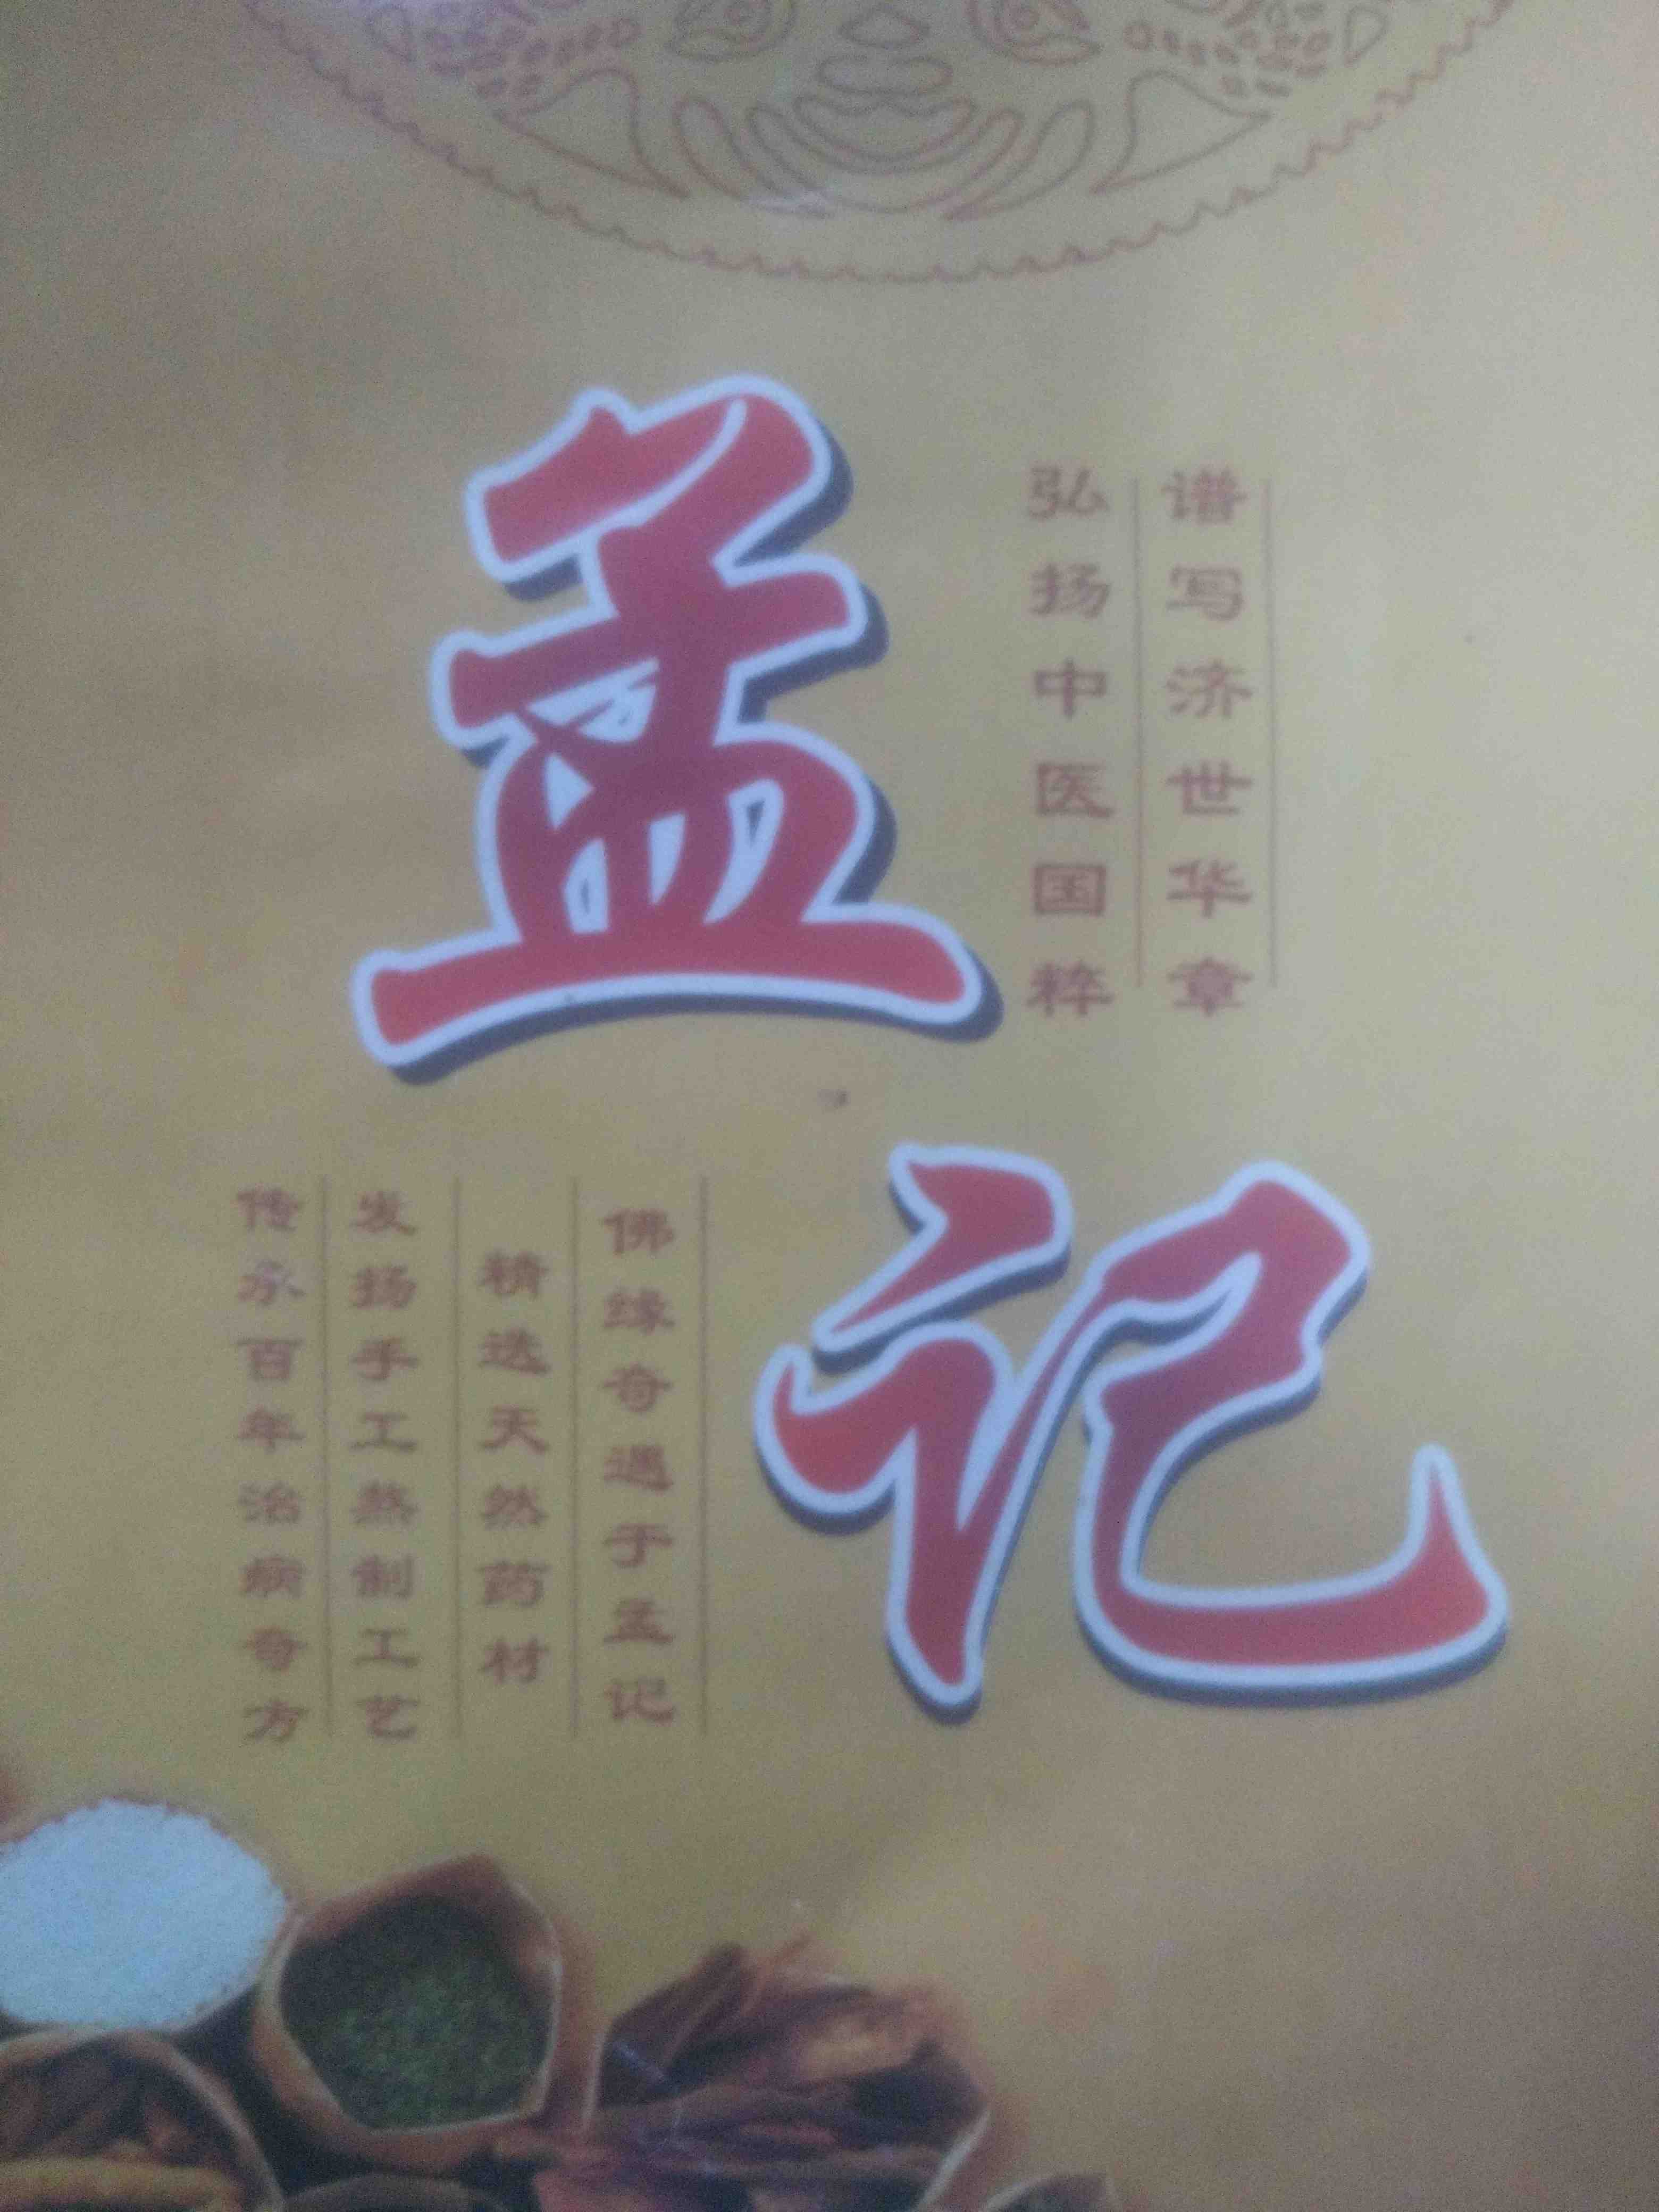 孟记
谱写济世华章
弘扬中医国粹
佛缘奇遇于孟记
精选天然药材
发扬手工熬制工艺
传承百年治病奇方